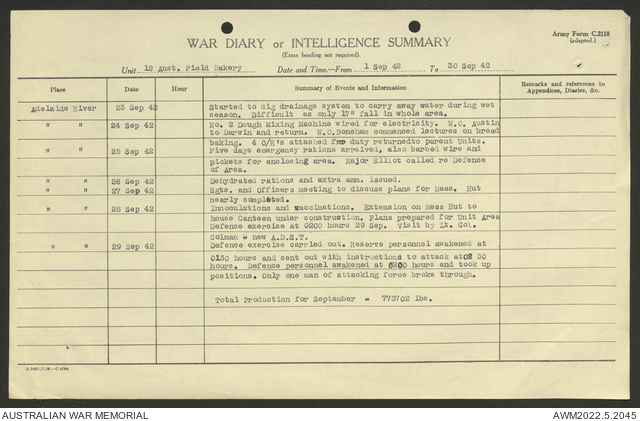 Army Form C.2118
(adapted.)
WAR DIARY or INTELLIGENCE SUMMARY
(Erase heading not required).
Unit 12 Aust. Field Bakery Date and Time—From 1 Sep 42 To 30 Sep 42
Place Date Hour Summary of Events and Information Remarks and references to Appendices, Diaries, &c.
Adelaide River 23 Sep 42 Started to dig drainage system to carry away water during wet
season. Difficult as only 17" fall in whole area.
" " 24 Sep 42 No. 2 Dough Mixing Machine wired for electricity. W.O. Austin
to Darwin and return. W.O. Bonehan commenced lectures on bread
baking. 4 O/R's attached for duty returnedto parent Units.
" " 25 Sep 42 Five days emergency rations arraived, also barbed wire and
pickets for enclosing area. Major Elliot called re Defence
of Area.
" " 26 Sep 42 Dehydrated rations and extra amm. issued.
" " 27 Sep 42 Sgts. and Officers meeting to discuss plans for Mess. Hut
nearly completed.
" " 28 Sep 42 Innoculations and vaccinations. Extension on Mess Hut to
house Canteen under construction. Plans prepared for Unit Area
Defence exercise at 0200 hours 29 Sep. Visit by Lt. Col.
Colman - new A.D.S.T.
" " 29 Sep 42 Defence exercise carried out. Reserve personnel awakened at
0130 hours and sent out with instructions to attack at 02 30
hours. Defence personnel awakened at 0200 hours and took up
positions. Only one man of attacking force broke through.
Total Production for September - 773702 lbs.
AUSTRALIAN WAR MEMORIAL AWM2022.5.2045